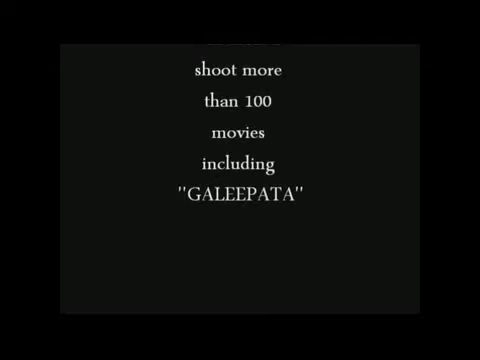 shoot more
than 100
movies
including
"GALEEPATA"